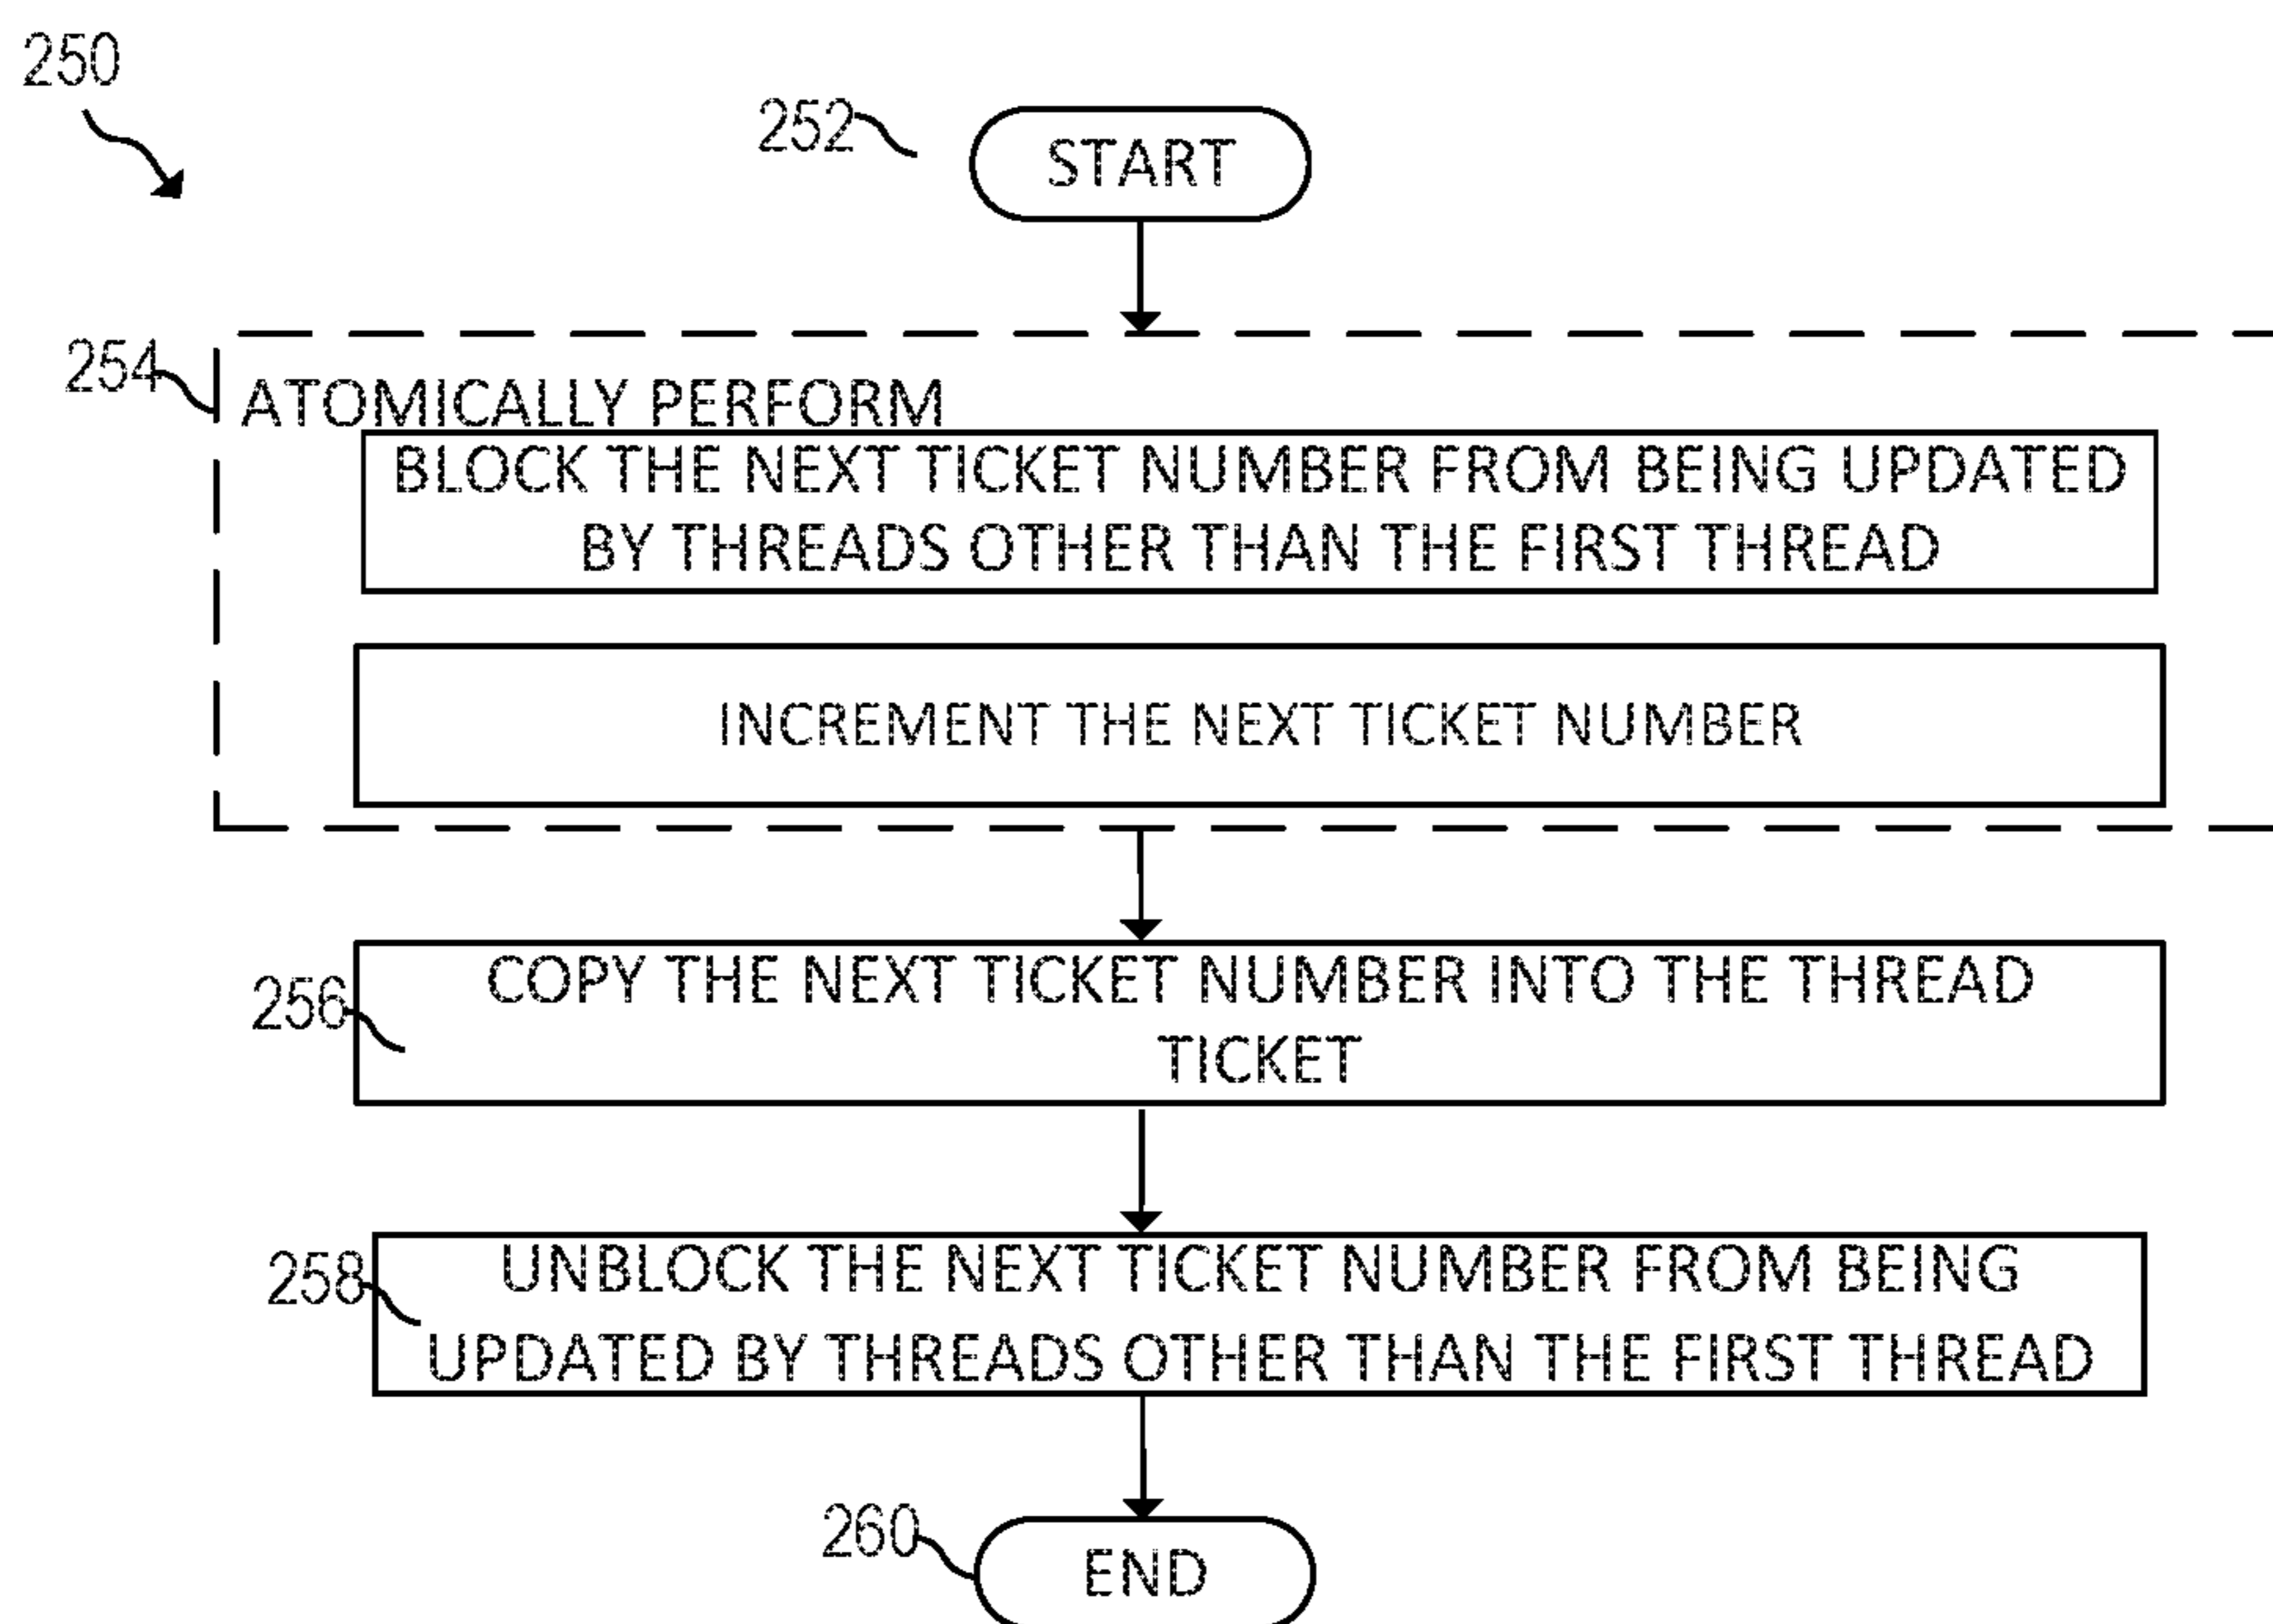 250
252
START
254
ATOMICALLY PERFORM
BLOCK THE NEXT TICKET NUMBER FROM BEING UPDATED
BY THREADS OTHER THAN THE FIRST THREAD
INCREMENT THE NEXT TICKET NUMBER
256
COPY THE NEXT TICKET NUMBER INTO THE THREAD
TICKET
258
UNBLOCK THE NEXT TICKET NUMBER FROM BEING
UPDATED BY THREADS OTHER THAN THE FIRST THREAD
260
END